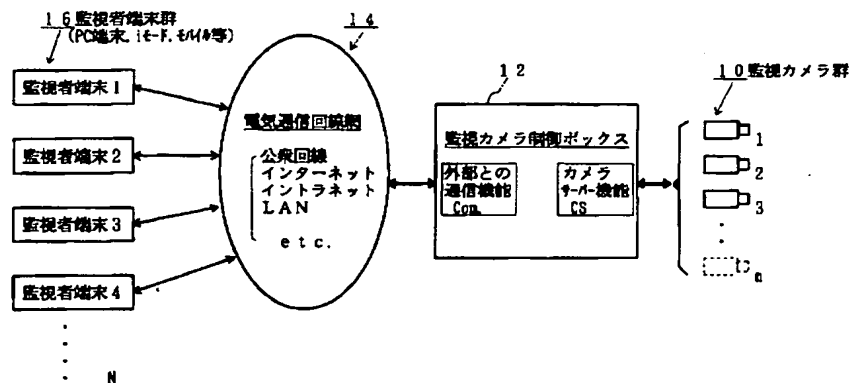 16監視者端末群
(PC端末.iモード.モバイル等)
監視者端末1
監視者端末2
監視者端末3
監視者端末4
N
14
電気通信回線網
公衆回線
インターネット
イントラネット
LAN
etc.
12
監視カメラ制御ボックス
外部との
通信機能
Com.
カメラ
サーバー機能
CS
10監視カメラ群
1
2
3
n